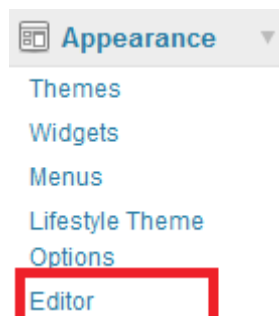 Appearance
Themes
Widgets
Menus
Lifestyle Theme
Options
Editor